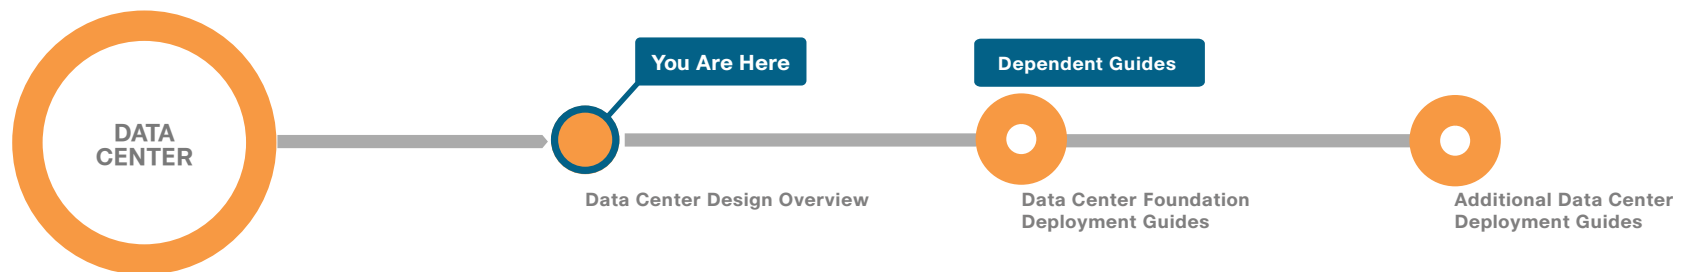 DATA
CENTER
You Are Here
Data Center Design Overview
Dependent Guides
Data Center Foundation
Deployment Guides
Additional Data Center
Deployment Guides